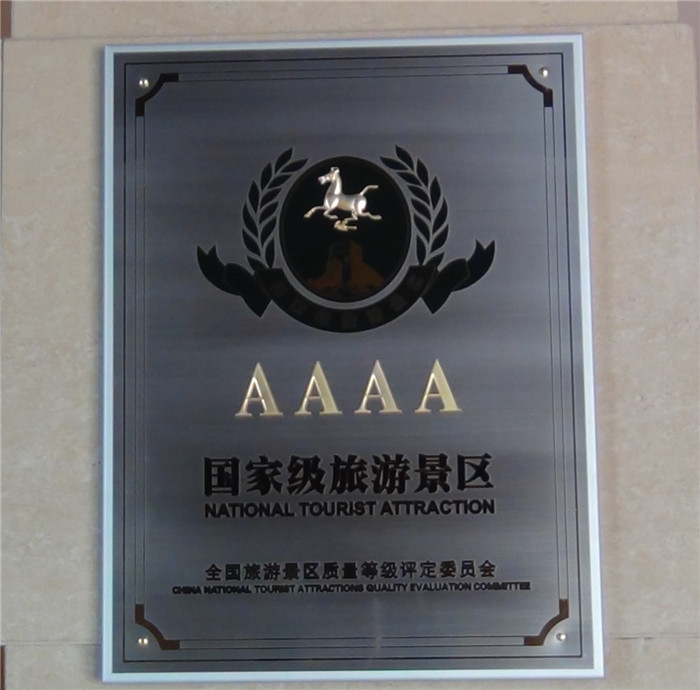 AAAA
国家级旅游景区
NATIONAL TOURIST ATTRACTION
全国旅游景区质量等级评定委员会
CHINA NATIONAL TOURIST ATTRACTIONS QUALITY EVALUATION COMMITTEE